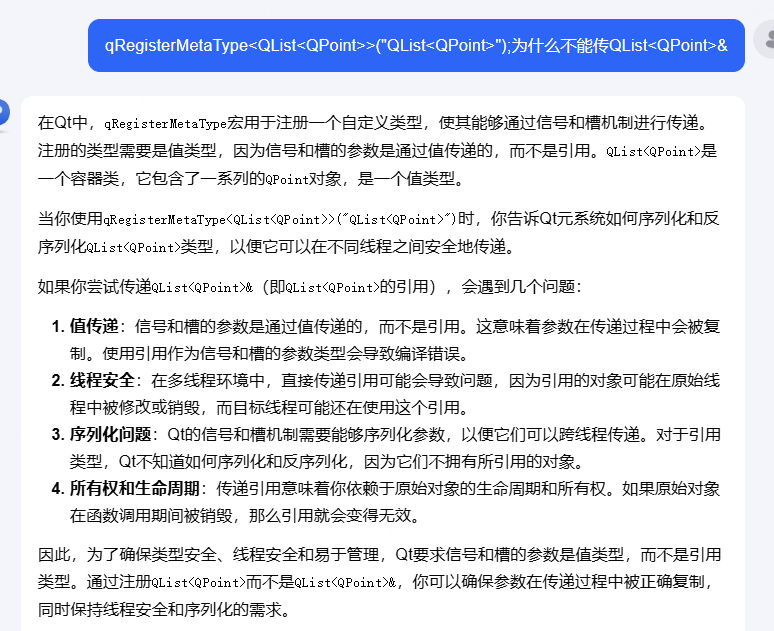 qRegisterMetaType<QList<QPoint>>("QList<QPoint>");为什么不能传QList<QPoint>&
在Qt中，qRegisterMetaType宏用于注册一个自定义类型，使其能够通过信号和槽机制进行传递。
注册的类型需要是值类型，因为信号和槽的参数是通过值传递的，而不是引用。QList<QPoint>是
一个容器类，它包含了一系列的QPoint对象，是一个值类型。
当你使用qRegisterMetaType<QList<QPoint>>("QList<QPoint>")时，你告诉Qt元系统如何序列化和反
序列化QList<QPoint>类型，以便它可以在不同线程之间安全地传递。
如果你尝试传递QList<QPoint>&（即QList<QPoint>的引用），会遇到几个问题：
1. 值传递：信号和槽的参数是通过值传递的，而不是引用。这意味着参数在传递过程中会被复
制。使用引用作为信号和槽的参数类型会导致编译错误。
2. 线程安全：在多线程环境中，直接传递引用可能会导致问题，因为引用的对象可能在原始线
程中被修改或销毁，而目标线程可能还在使用这个引用。
3. 序列化问题：Qt的信号和槽机制需要能够序列化参数，以便它们可以跨线程传递。对于引用
类型，Qt不知道如何序列化和反序列化，因为它们不拥有所引用的对象。
4. 所有权和生命周期：传递引用意味着你依赖于原始对象的生命周期和所有权。如果原始对象
在函数调用期间被销毁，那么引用就会变得无效。
因此，为了确保类型安全、线程安全和易于管理，Qt要求信号和槽的参数是值类型，而不是引用
类型。通过注册QList<QPoint>而不是QList<QPoint>&，你可以确保参数在传递过程中被正确复制，
同时保持线程安全和序列化的需求。